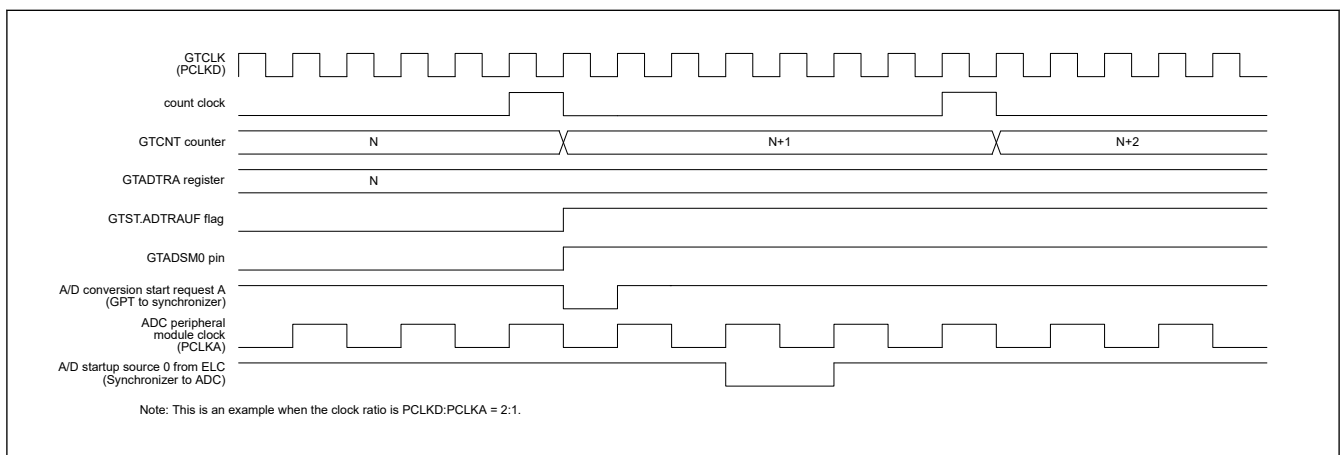 GTCLK
(PCLKD)
count clock
GTCNT counter
N
N+1
N+2
GTADTRA register
N
GTST.ADTRAUF flag
GTADSM0 pin
A/D conversion start request A
(GPT to synchronizer)
ADC peripheral
module clock
(PCLKA)
A/D startup source 0 from ELC
(Synchronizer to ADC)
Note: This is an example when the clock ratio is PCLKD:PCLKA = 2:1.